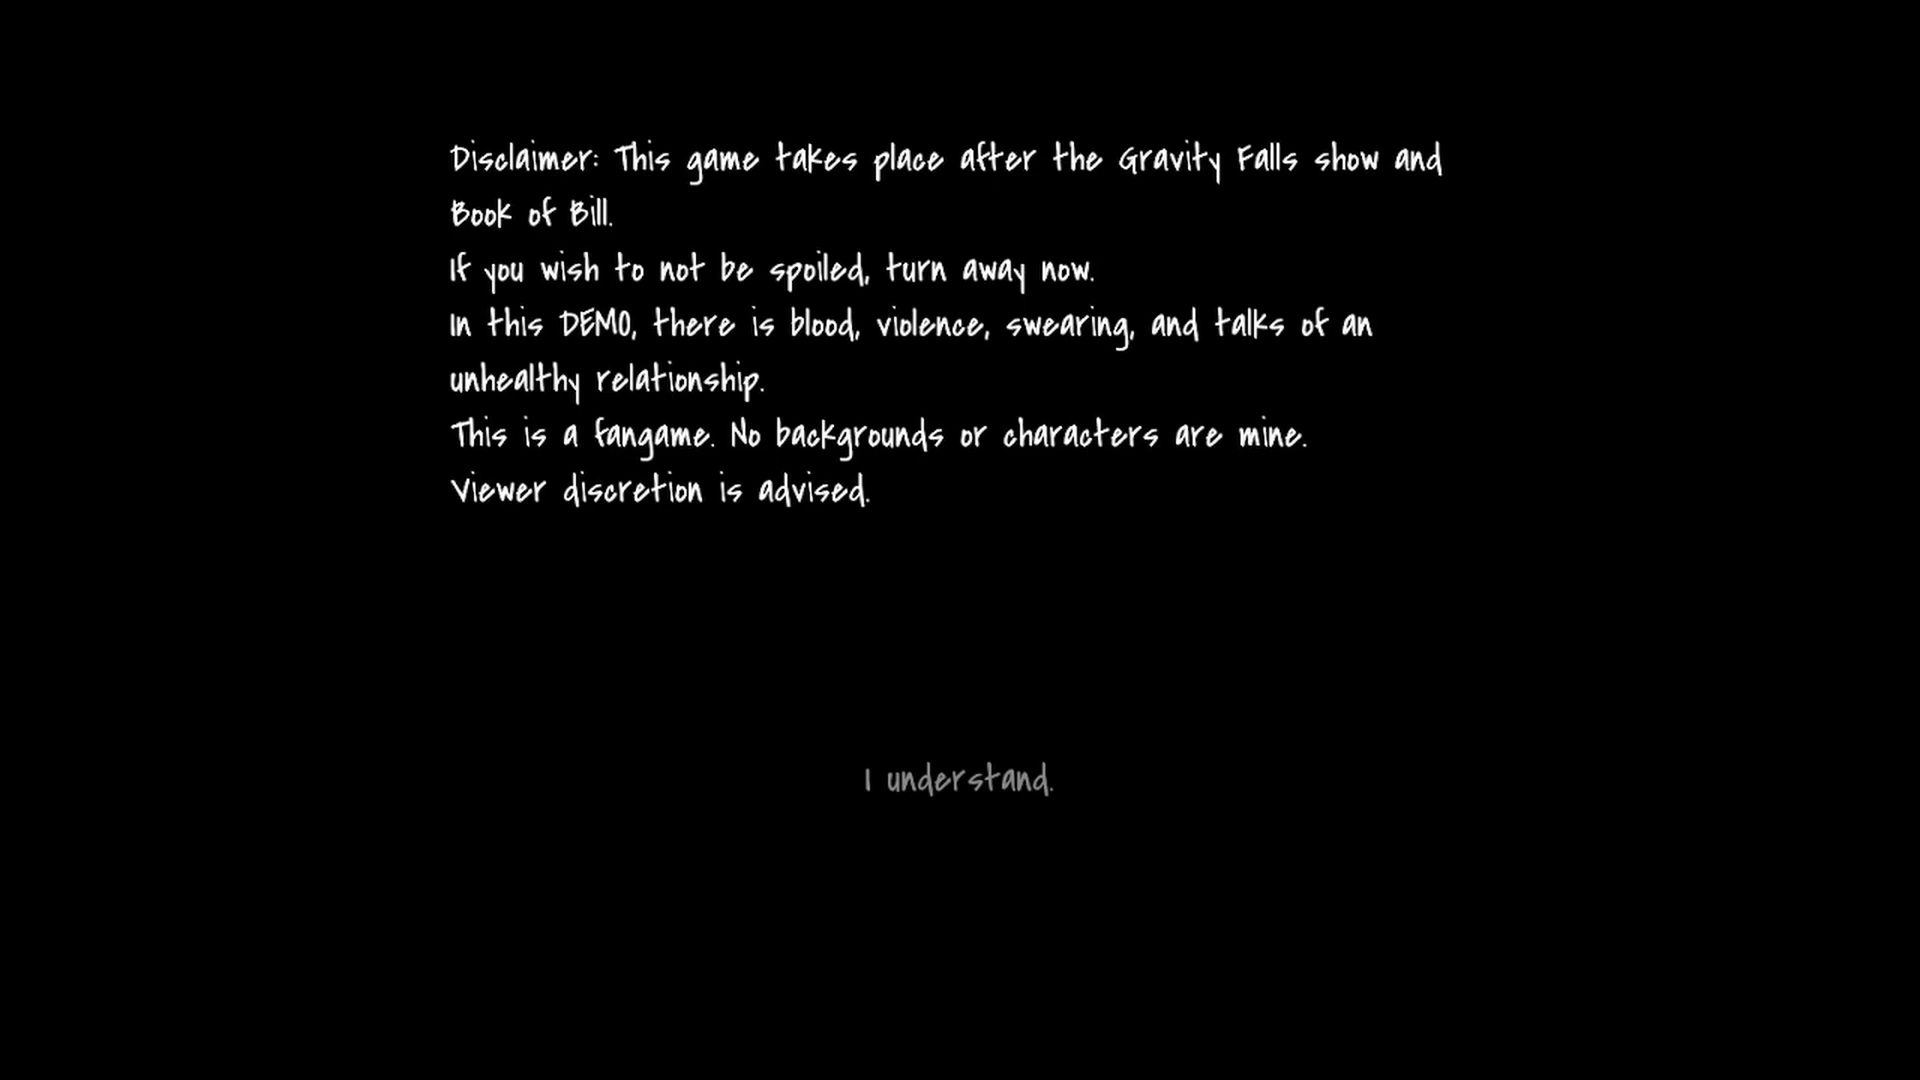 Disclaimer: This game takes place after the Gravity Falls show and
Book of Bill.
If you wish to not be spoiled, turn away now.
In this DEMO, there is blood, violence, swearing, and talks of an
unhealthy relationship.
This is a fangame. No backgrounds or characters are mine.
Viewer discretion is advised.
I understand.